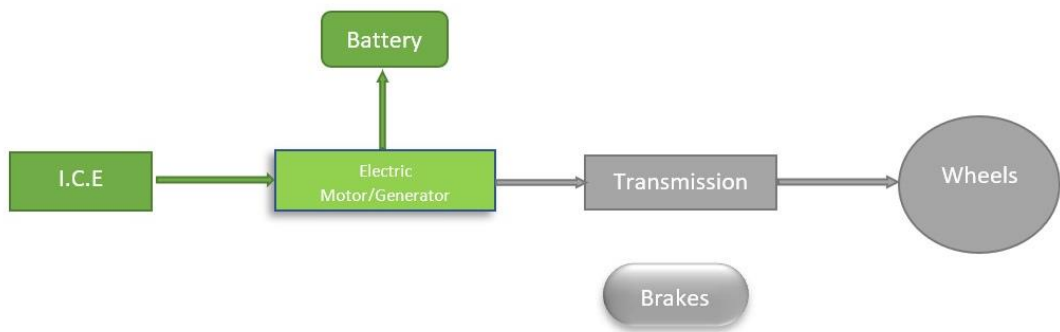 Battery
I.C.E
Electric
Motor/Generator
Transmission
Wheels
Brakes